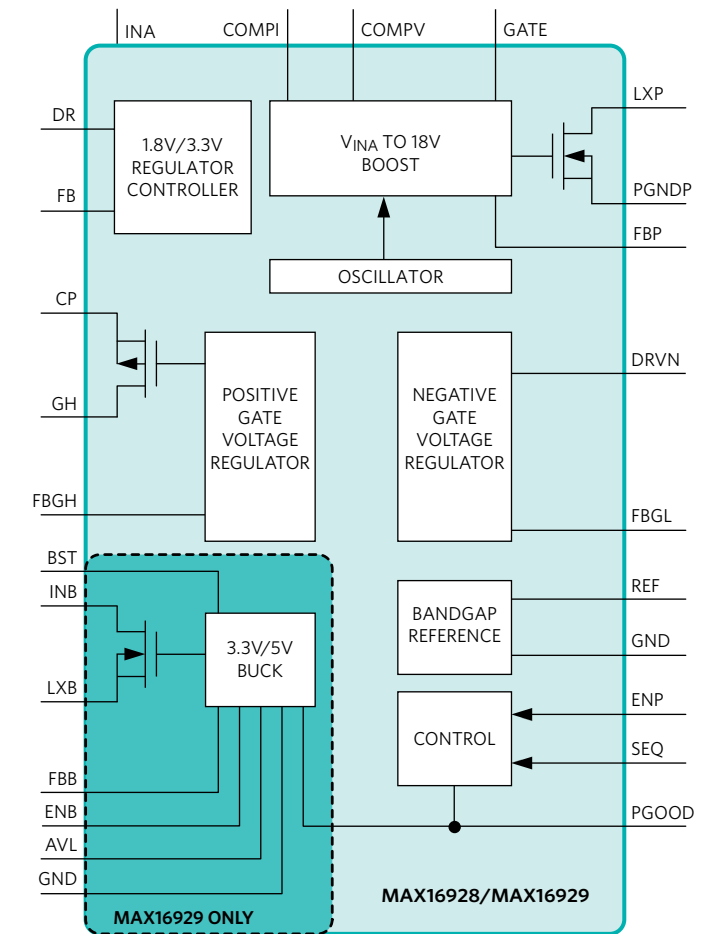 INA
COMPI
COMPV
GATE
DR
FB
1.8V/3.3V
REGULATOR
CONTROLLER
VINA TO 18V
BOOST
LXP
PGNDP
FBP
OSCILLATOR
CP
GH
FBGH
POSITIVE
GATE
VOLTAGE
REGULATOR
NEGATIVE
GATE
VOLTAGE
REGULATOR
DRVN
FBGL
BST
INB
LXB
3.3V/5V
BUCK
BANDGAP
REFERENCE
REF
GND
CONTROL
ENP
SEQ
PGOOD
FBB
ENB
AVL
GND
MAX16929 ONLY
MAX16928/MAX16929